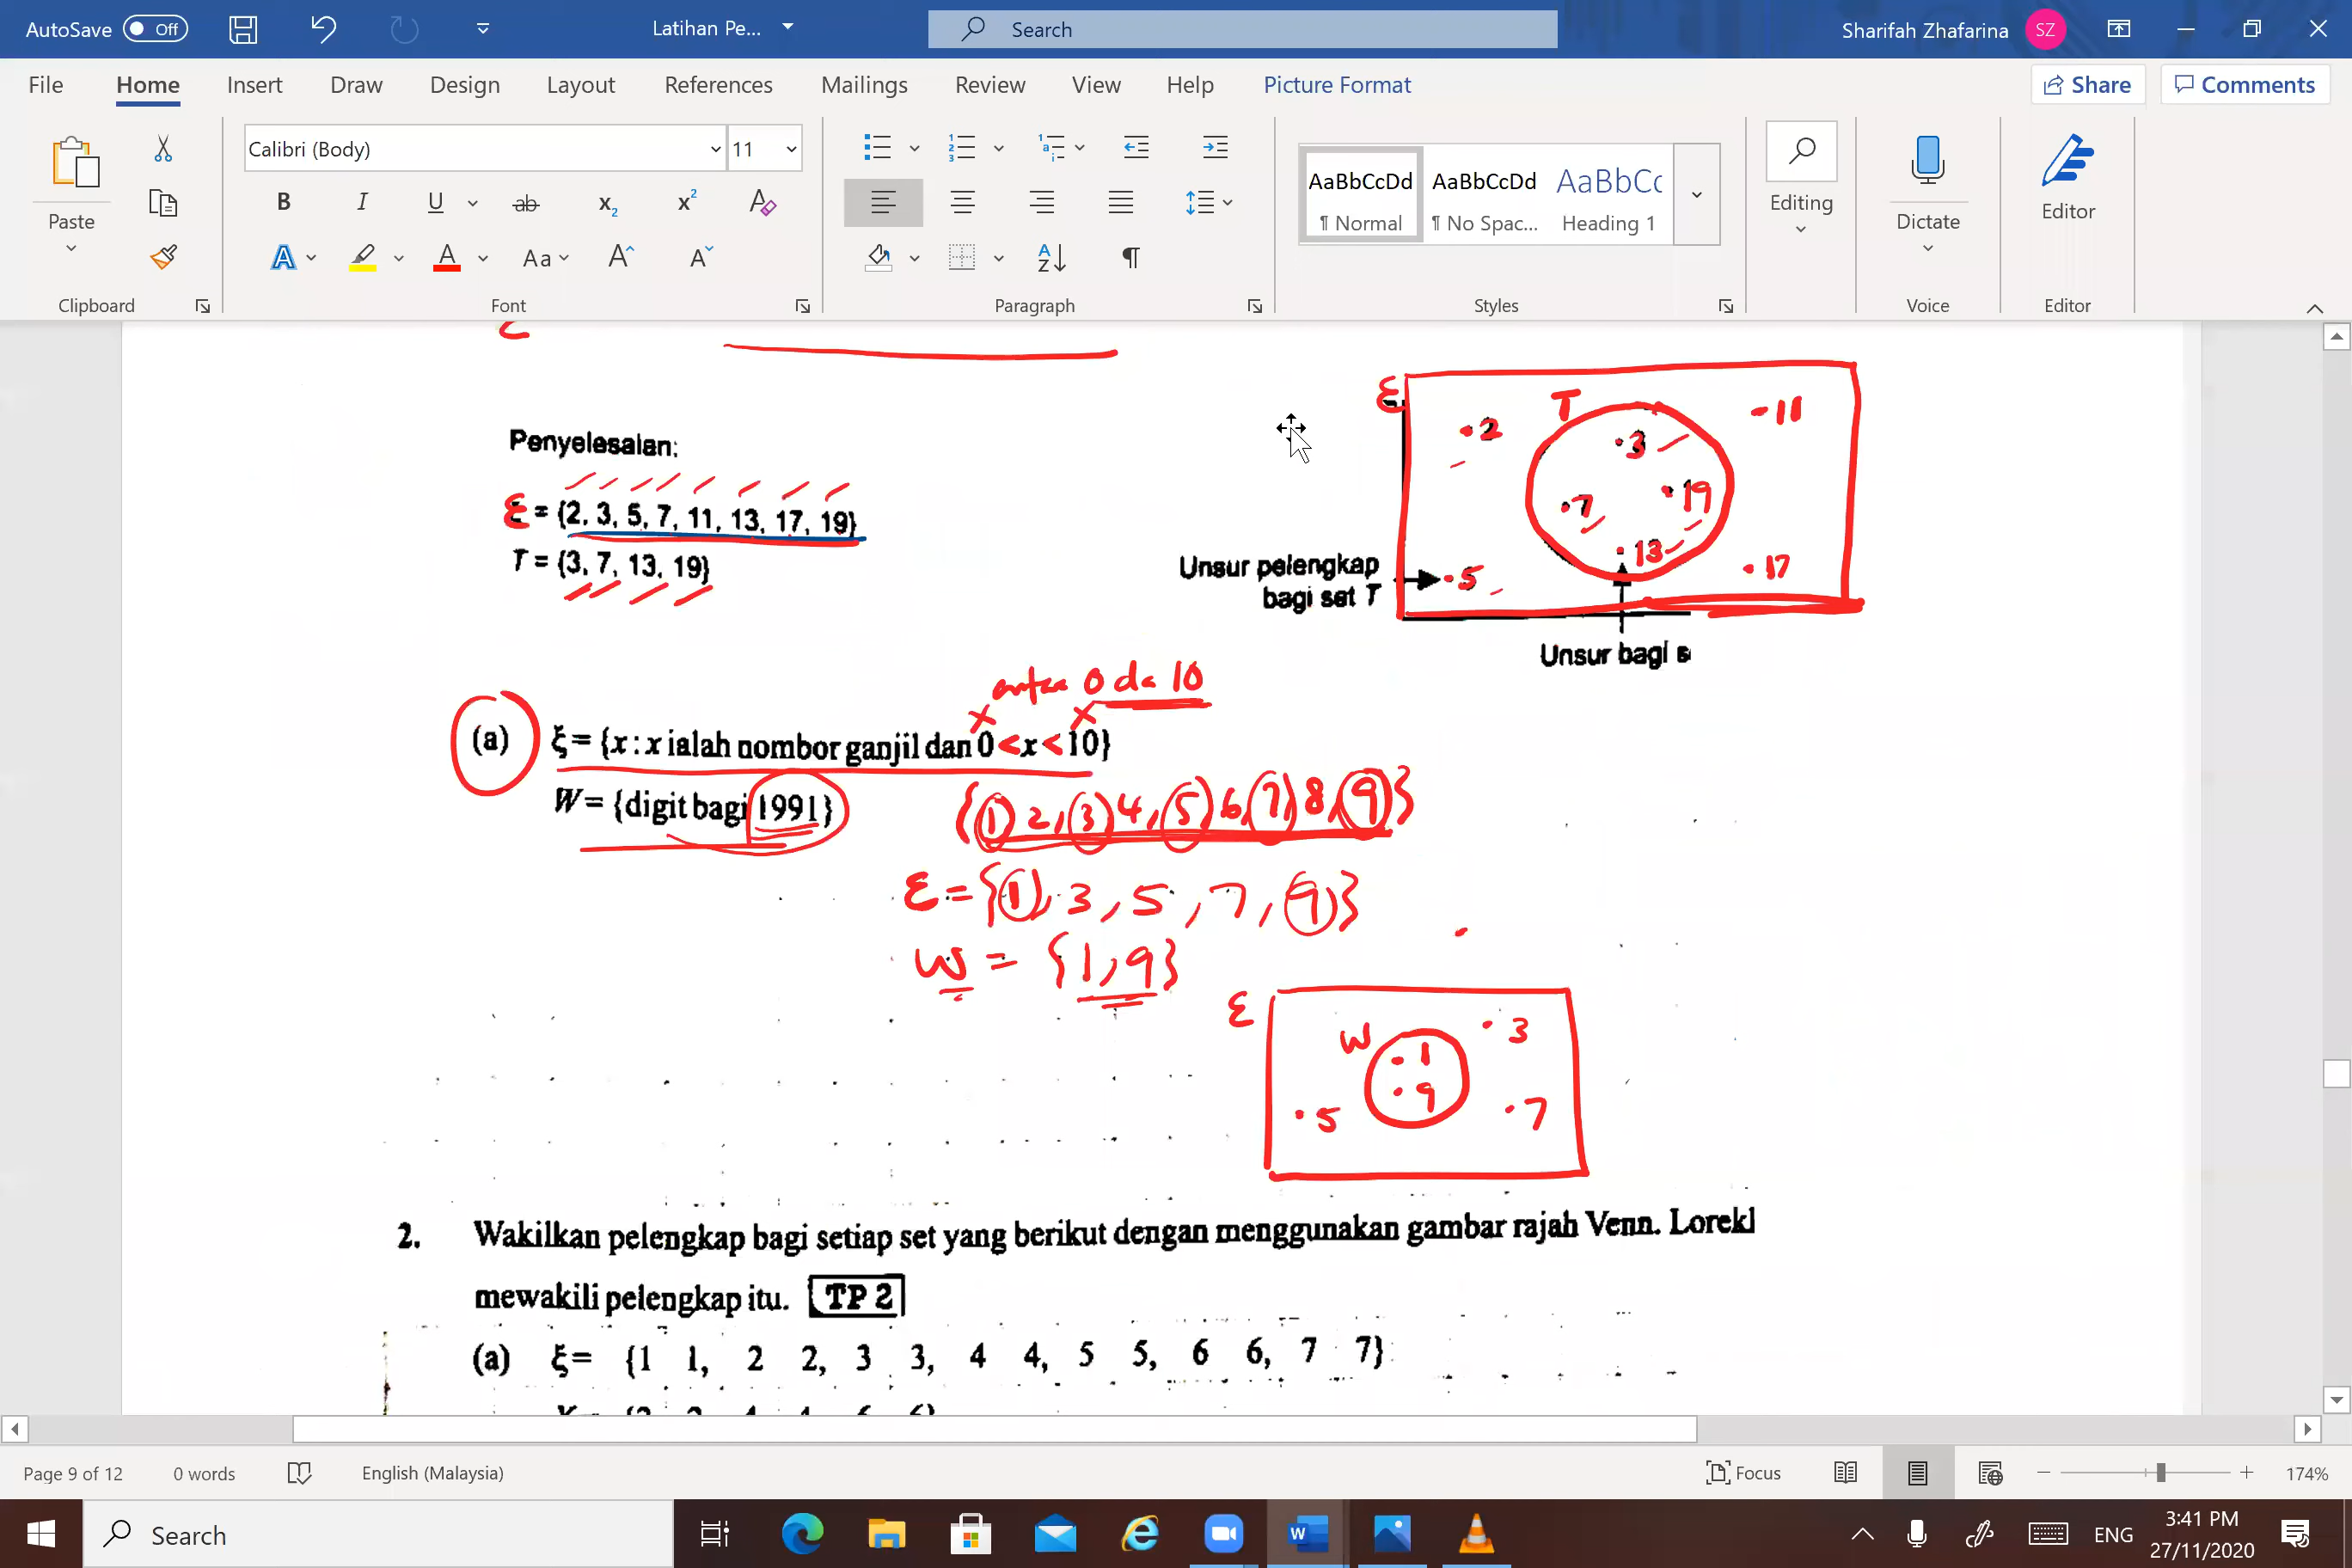 AutoSave Off Latihan Pe... Search Sharifah Zhafarina SZ
File Home Insert Draw Design Layout References Mailings Review View Help Picture Format Share Comments
Paste Calibri (Body) 11 AaBbCcDd AaBbCcDd AaBbCc Editing Dictate Editor
¶ Normal ¶ No Spac... Heading 1
Clipboard Font Paragraph Styles Voice Editor
Penyelesaian:
ξ = {2, 3, 5, 7, 11, 13, 17, 19}
T = {3, 7, 13, 19}
ξ T
·2 ·3 ·11
·7 ·19
·13
·5 ·17
Unsur pelengkap
bagi set T
Unsur bagi s
antara 0 da 10
(a) ξ = {x : x ialah nombor ganjil dan 0 < x < 10}
W = {digit bagi 1991}
{1, 2, 3, 4, 5, 6, 7, 8, 9}
ξ = {1, 3, 5, 7, 9}
W = {1, 9}
ξ W
·1 ·3
·9
·5 ·7
2. Wakilkan pelengkap bagi setiap set yang berikut dengan menggunakan gambar rajah Venn. Lorekl
mewakili pelengkap itu. TP 2
(a) ξ = {1 1, 2 2, 3 3, 4 4, 5 5, 6 6, 7 7}
Page 9 of 12 0 words English (Malaysia) Focus 174%
Search ENG 3:41 PM
27/11/2020